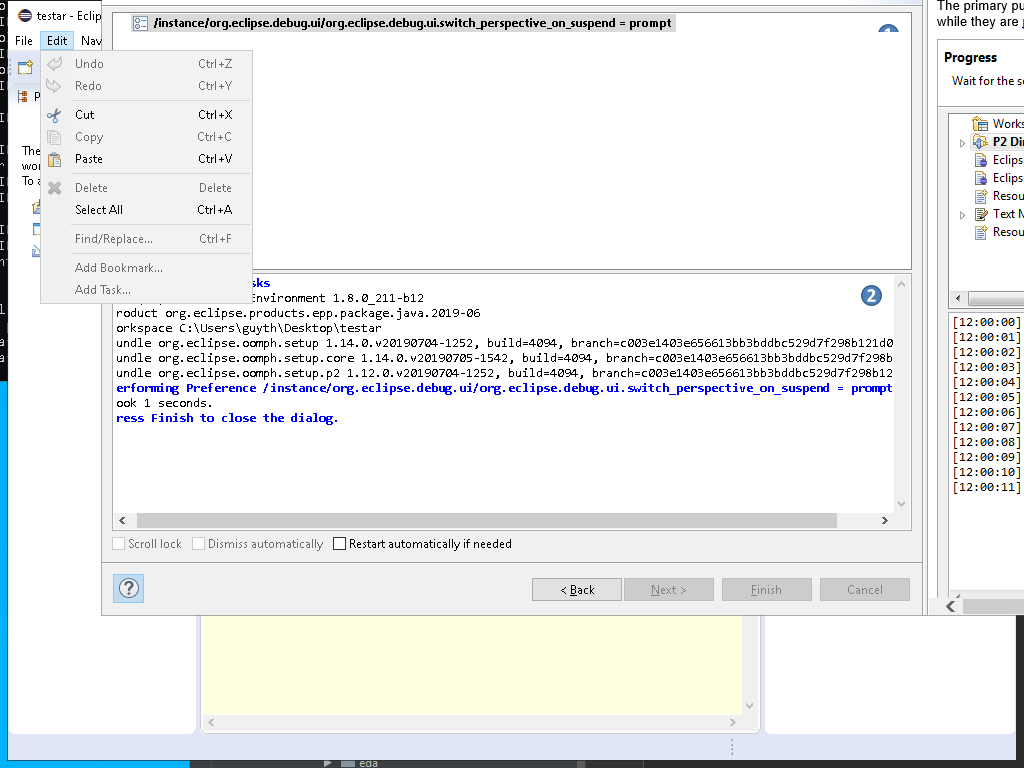 testar - Eclip
File Edit Nav
Undo Ctrl+Z
Redo Ctrl+Y
Cut Ctrl+X
Copy Ctrl+C
Paste Ctrl+V
Delete Delete
Select All Ctrl+A
Find/Replace... Ctrl+F
Add Bookmark...
Add Task...
The
To a
/instance/org.eclipse.debug.ui/org.eclipse.debug.ui.switch_perspective_on_suspend = prompt
sks
nvironment 1.8.0_211-b12
roduct org.eclipse.products.epp.package.java.2019-06
orkspace C:\Users\guyth\Desktop\testar
undle org.eclipse.oomph.setup 1.14.0.v20190704-1252, build=4094, branch=c003e1403e656613bb3bddbc529d7f298b121d0
undle org.eclipse.oomph.setup.core 1.14.0.v20190705-1542, build=4094, branch=c003e1403e656613bb3bddbc529d7f298b
undle org.eclipse.oomph.setup.p2 1.12.0.v20190704-1252, build=4094, branch=c003e1403e656613bb3bddbc529d7f298b12
erforming Preference /instance/org.eclipse.debug.ui/org.eclipse.debug.ui.switch_perspective_on_suspend = prompt
ook 1 seconds.
ress Finish to close the dialog.
2
Scroll lock Dismiss automatically Restart automatically if needed
? < Back Next > Finish Cancel
The primary pu
while they are j
Progress
Wait for the se
Works
P2 Dir
Eclips
Eclips
Resou
Text M
Resou
[12:00:00]
[12:00:01]
[12:00:02]
[12:00:03]
[12:00:04]
[12:00:05]
[12:00:06]
[12:00:07]
[12:00:08]
[12:00:09]
[12:00:10]
[12:00:11]
eda